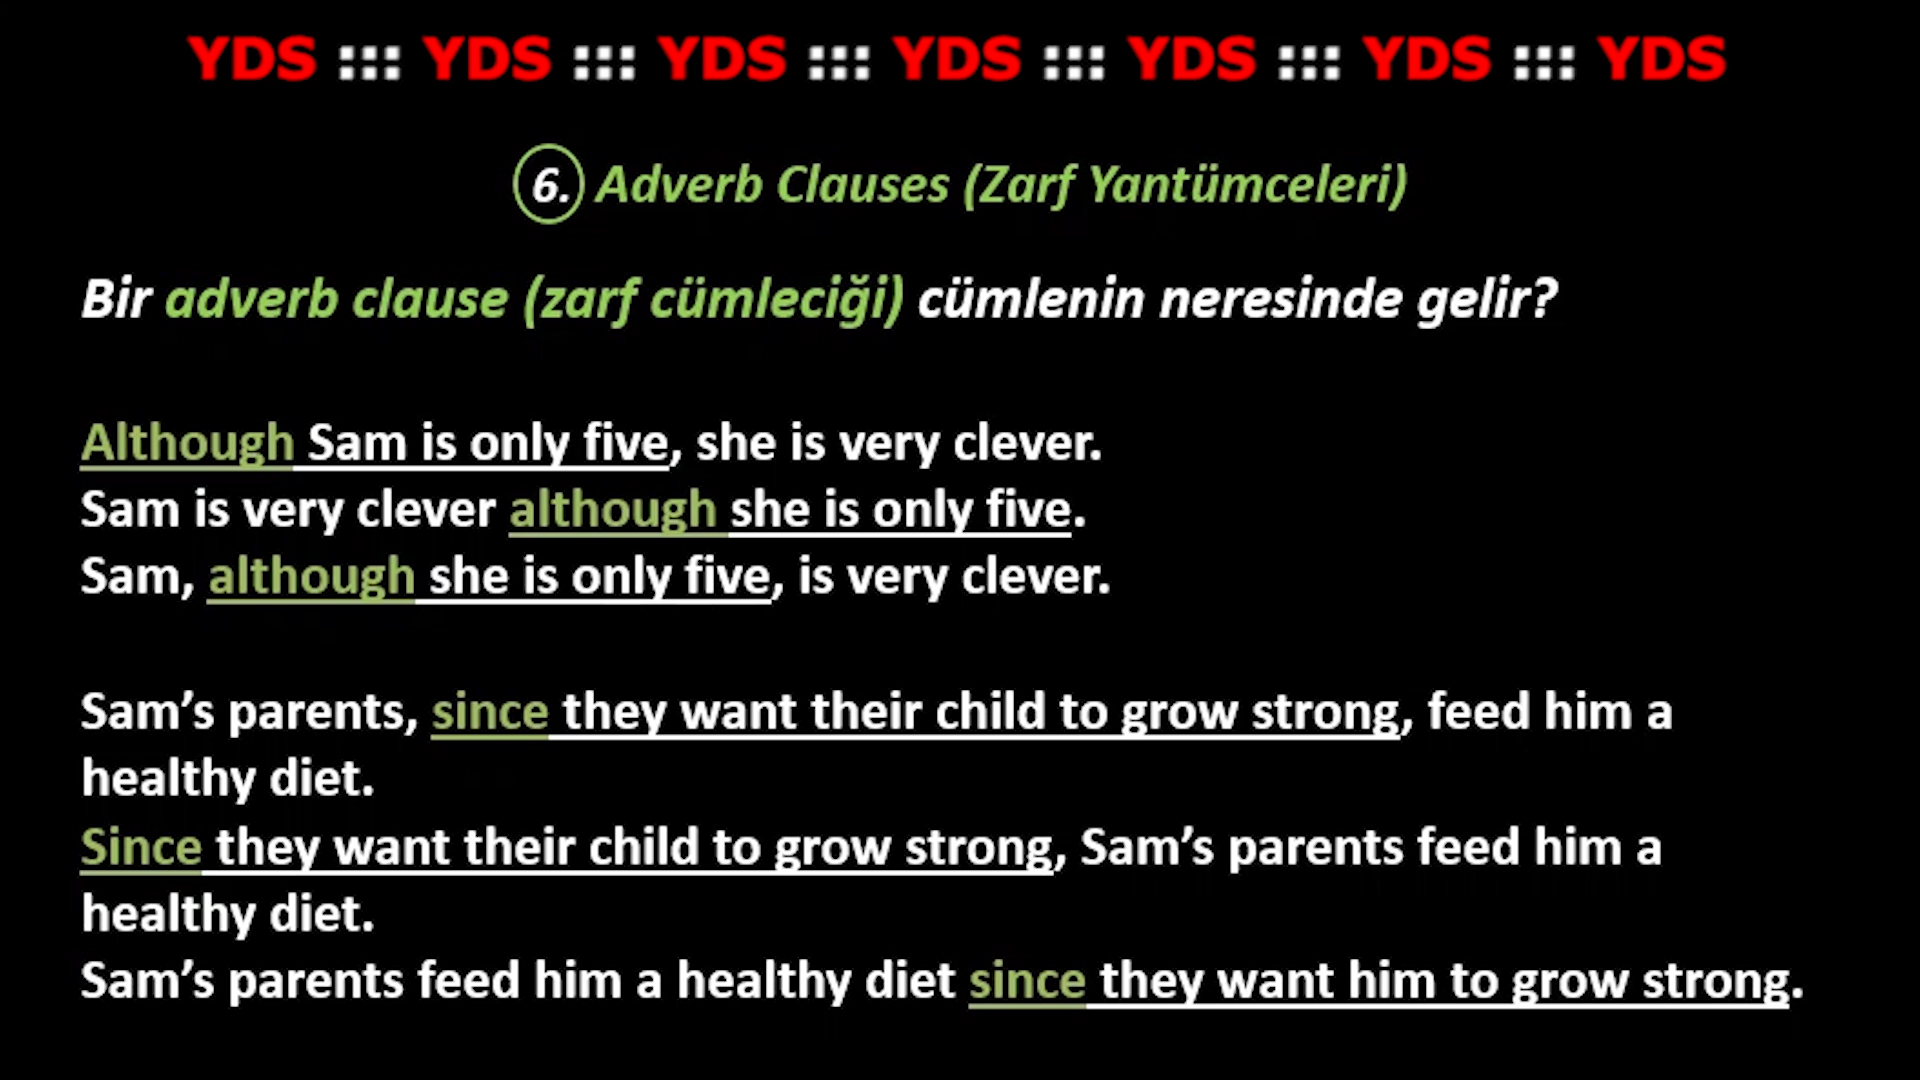 YDS ::: YDS ::: YDS ::: YDS ::: YDS ::: YDS ::: YDS
6. Adverb Clauses (Zarf Yantümceleri)
Bir adverb clause (zarf cümleciği) cümlenin neresinde gelir?
Although Sam is only five, she is very clever.
Sam is very clever although she is only five.
Sam, although she is only five, is very clever.
Sam’s parents, since they want their child to grow strong, feed him a
healthy diet.
Since they want their child to grow strong, Sam’s parents feed him a
healthy diet.
Sam’s parents feed him a healthy diet since they want him to grow strong.